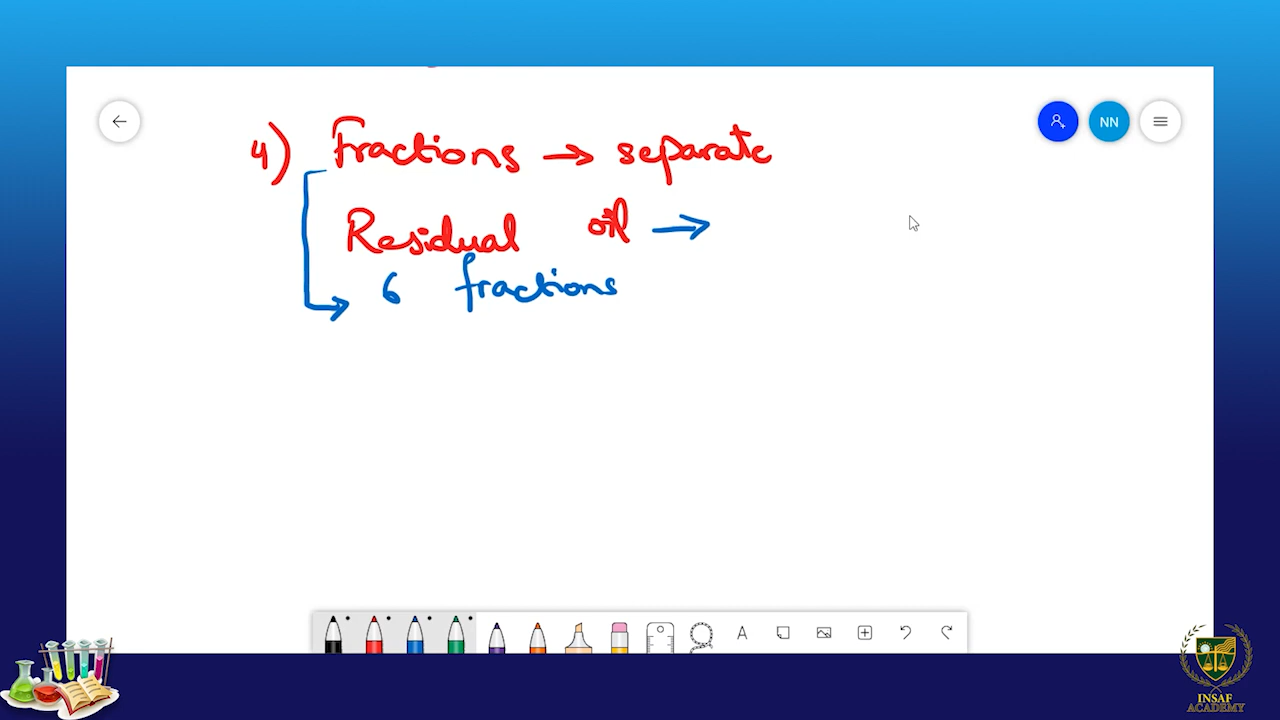 NN
4) Fractions → separate
Residual oil →
6 fractions
A
INSAF
ACADEMY